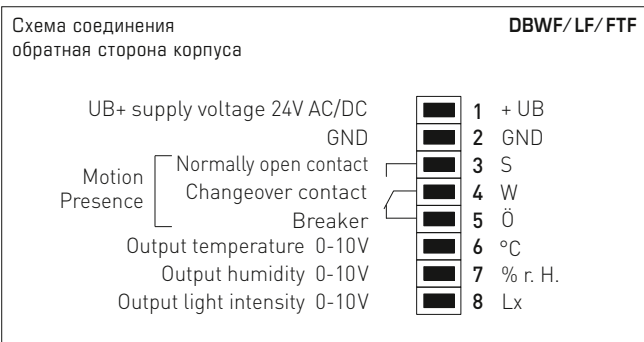 Схема соединения DBWF/LF/FTF
обратная сторона корпуса
UB+ supply voltage 24V AC/DC 1 + UB
GND 2 GND
Motion Presence
Normally open contact 3 S
Changeover contact 4 W
Breaker 5 Ö
Output temperature 0-10V 6 °C
Output humidity 0-10V 7 % r. H.
Output light intensity 0-10V 8 Lx